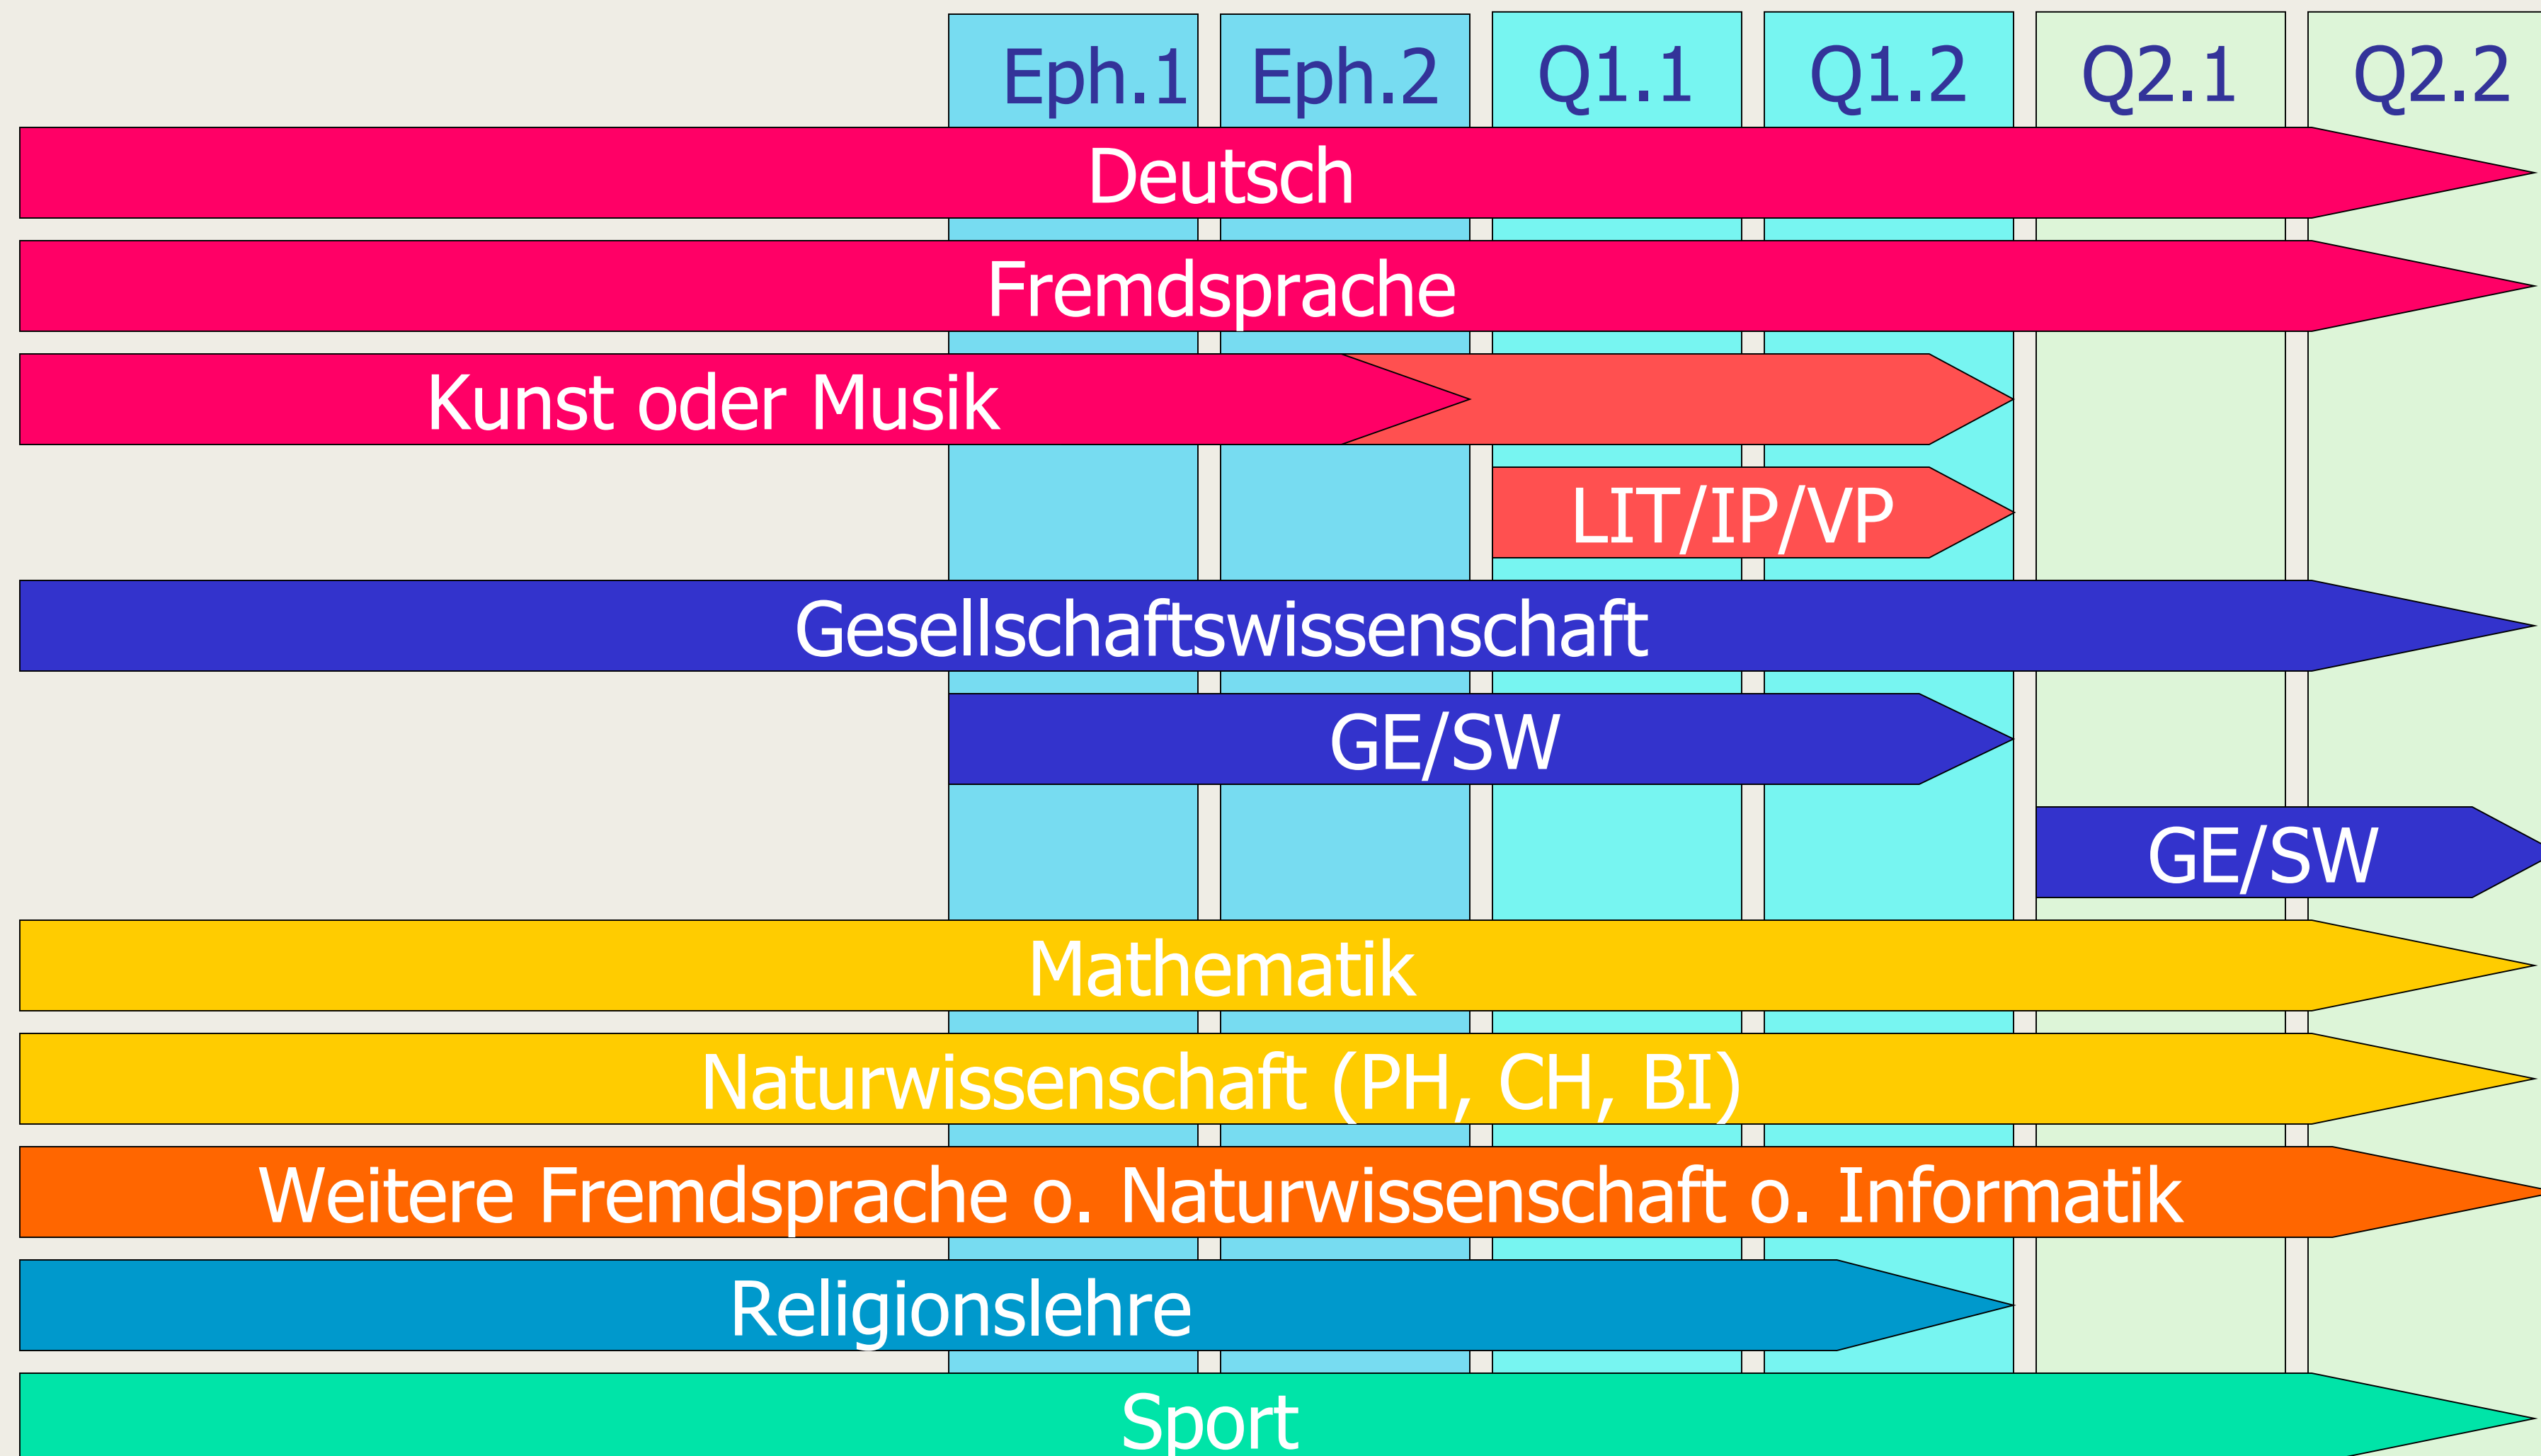 Eph.1 Eph.2 Q1.1 Q1.2 Q2.1 Q2.2
Deutsch
Fremdsprache
Kunst oder Musik
LIT/IP/VP
Gesellschaftswissenschaft
GE/SW
GE/SW
Mathematik
Naturwissenschaft (PH, CH, BI)
Weitere Fremdsprache o. Naturwissenschaft o. Informatik
Religionslehre
Sport